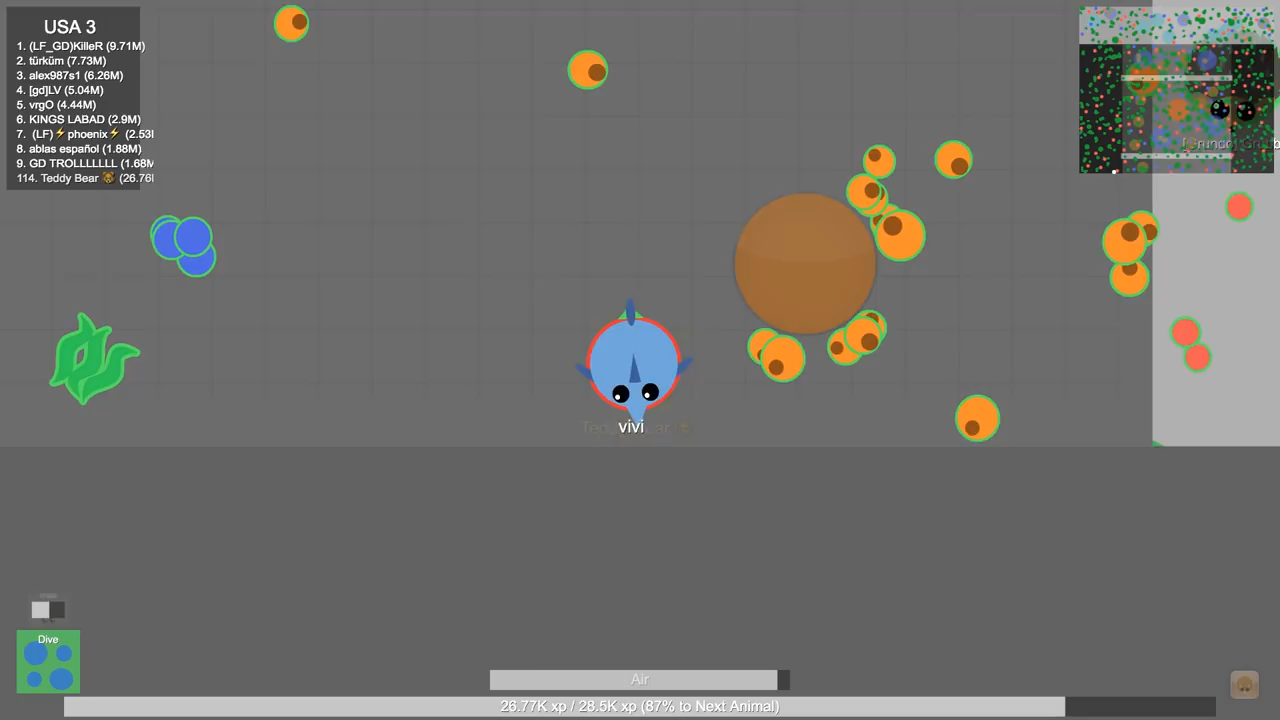 USA 3
1. (LF_GD)KilleR (9.71M)
2. türküm (7.73M)
3. alex987s1 (6.26M)
4. [gd]LV (5.04M)
5. vrgO (4.44M)
6. KINGS LABAD (2.9M)
7. (LF)⚡phoenix⚡ (2.53
8. ablas español (1.88M)
9. GD TROLLLLLLL (1.68M
114. Teddy Bear 🐻 (26.76
vivi
Dive
Air
26.77K xp / 28.5K xp (87% to Next Animal)